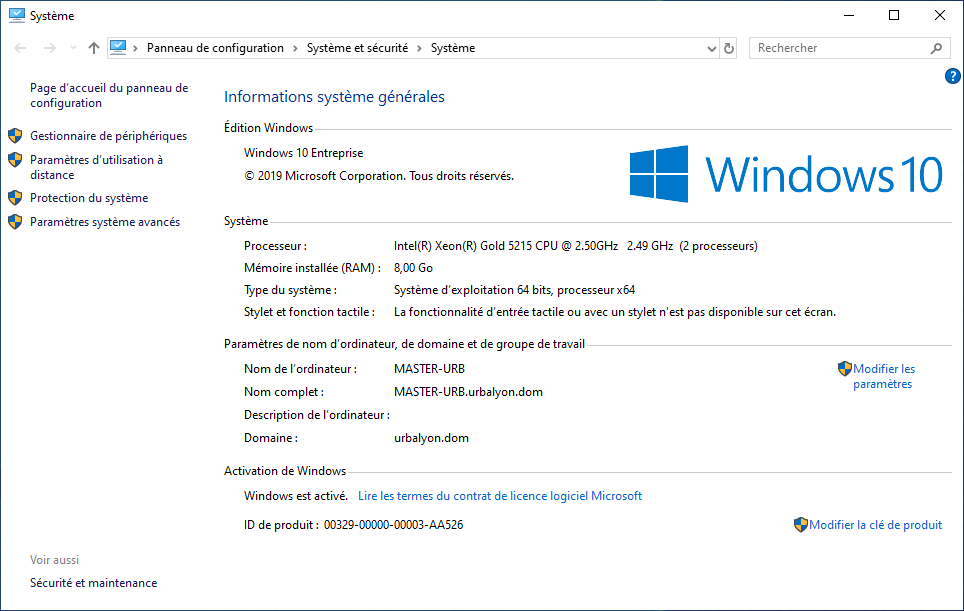 Système
Panneau de configuration > Système et sécurité > Système
Rechercher
?
Page d'accueil du panneau de
configuration
Gestionnaire de périphériques
Paramètres d'utilisation à
distance
Protection du système
Paramètres système avancés
Informations système générales
Édition Windows
Windows 10 Entreprise
© 2019 Microsoft Corporation. Tous droits réservés.
Windows 10
Système
Processeur : Intel(R) Xeon(R) Gold 5215 CPU @ 2.50GHz 2.49 GHz (2 processeurs)
Mémoire installée (RAM) : 8,00 Go
Type du système : Système d'exploitation 64 bits, processeur x64
Stylet et fonction tactile : La fonctionnalité d'entrée tactile ou avec un stylet n'est pas disponible sur cet écran.
Paramètres de nom d'ordinateur, de domaine et de groupe de travail
Nom de l'ordinateur : MASTER-URB
Modifier les
paramètres
Nom complet : MASTER-URB.urbalyon.dom
Description de l'ordinateur :
Domaine : urbalyon.dom
Activation de Windows
Windows est activé. Lire les termes du contrat de licence logiciel Microsoft
ID de produit : 00329-00000-00003-AA526
Modifier la clé de produit
Voir aussi
Sécurité et maintenance